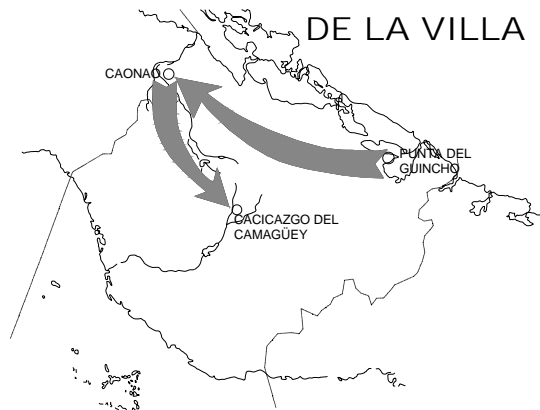 DE LA VILLA
CAONAO
PUNTA DEL
GUINCHO
CACICAZGO DEL
CAMAGÜEY